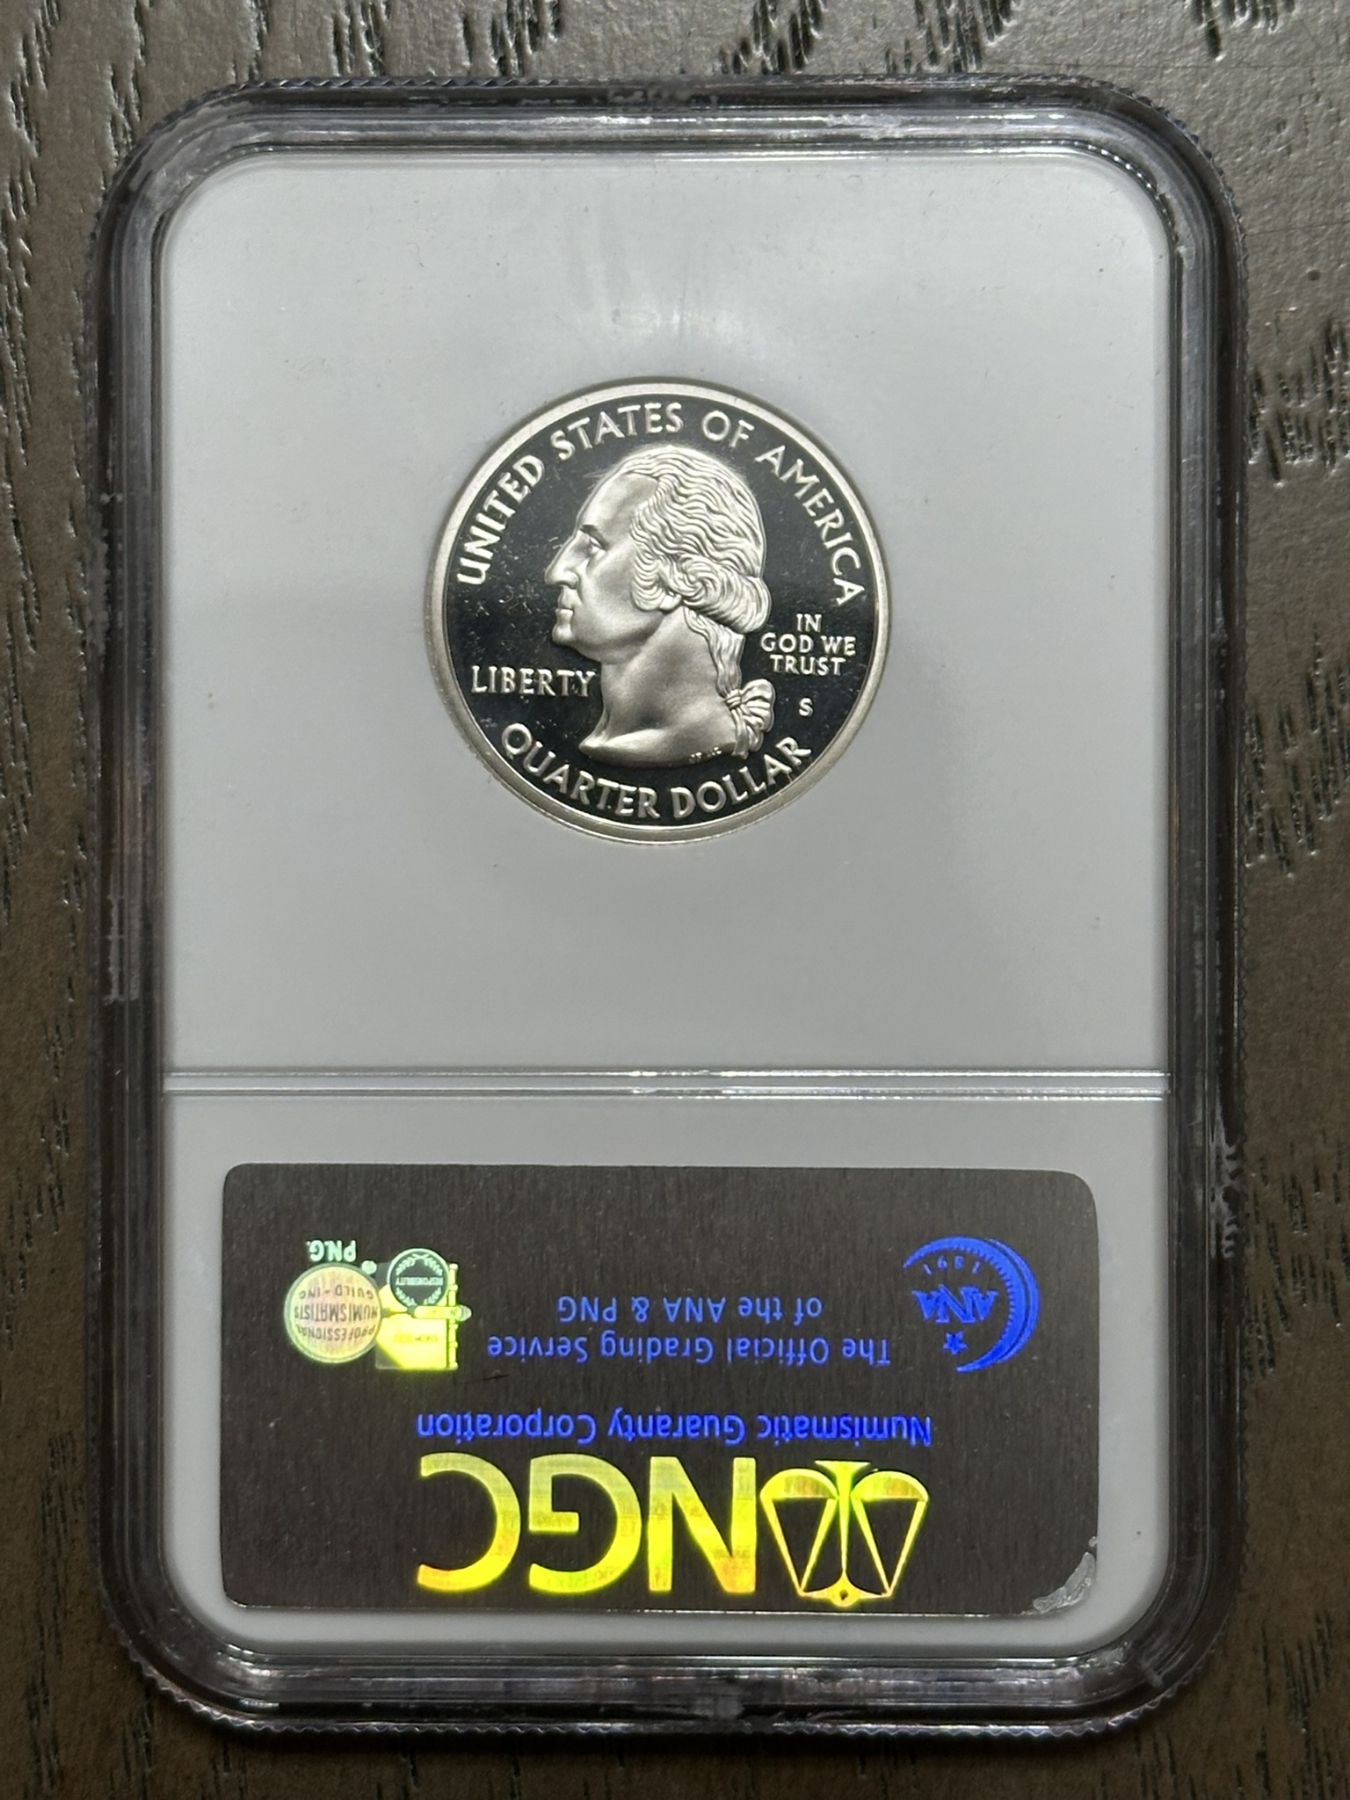 UNITED STATES OF AMERICA
IN
GOD WE
TRUST
LIBERTY
S
QUARTER DOLLAR
NGC
Numismatic Guaranty Corporation
The Official Grading Service
of the ANA & PNG
ANA
1891
PROFESSIONAL
NUMISMATISTS
GUILD · INC
P.N.G.
RESPONSIBILITY